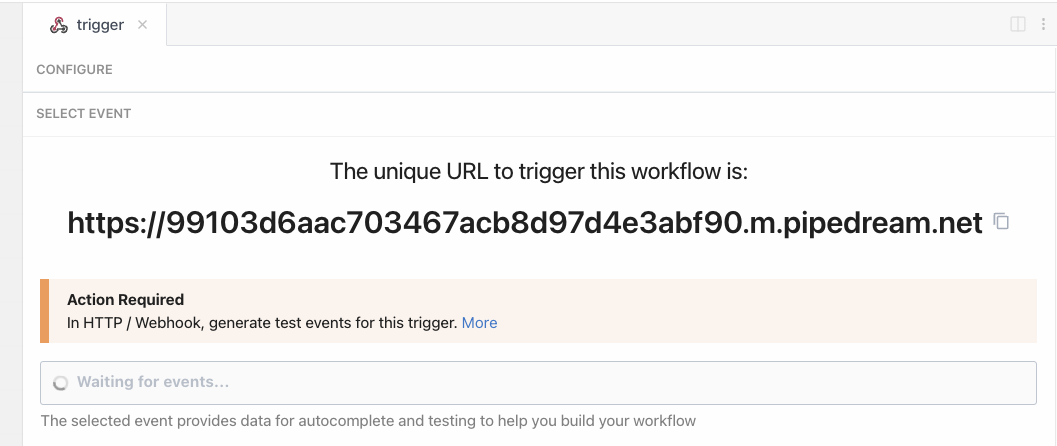 trigger
CONFIGURE
SELECT EVENT
The unique URL to trigger this workflow is:
https://99103d6aac703467acb8d97d4e3abf90.m.pipedream.net
Action Required
In HTTP / Webhook, generate test events for this trigger. More
Waiting for events...
The selected event provides data for autocomplete and testing to help you build your workflow